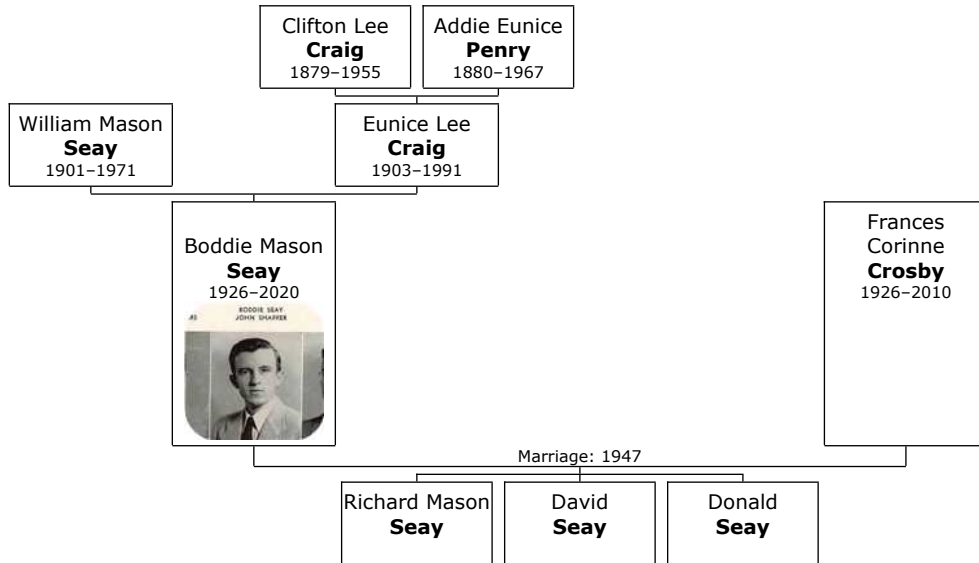 Clifton Lee
Craig
1879–1955
Addie Eunice
Penry
1880–1967
William Mason
Seay
1901–1971
Eunice Lee
Craig
1903–1991
Boddie Mason
Seay
1926–2020
BODDIE SEAY
JOHN SHAFFER
Frances
Corinne
Crosby
1926–2010
Marriage: 1947
Richard Mason
Seay
David
Seay
Donald
Seay